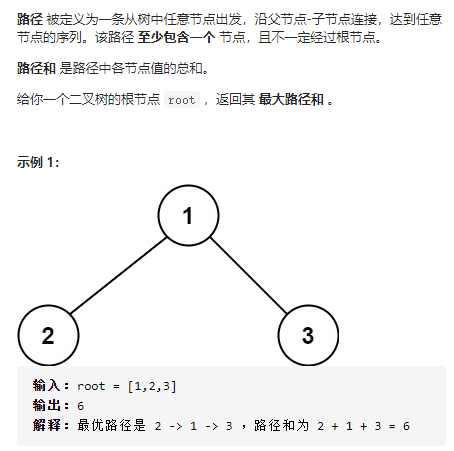 路径 被定义为一条从树中任意节点出发，沿父节点-子节点连接，达到任意
节点的序列。该路径 至少包含一个 节点，且不一定经过根节点。
路径和 是路径中各节点值的总和。
给你一个二叉树的根节点 root ，返回其 最大路径和 。
示例 1：
1
2 3
输入：root = [1,2,3]
输出：6
解释：最优路径是 2 -> 1 -> 3 ，路径和为 2 + 1 + 3 = 6